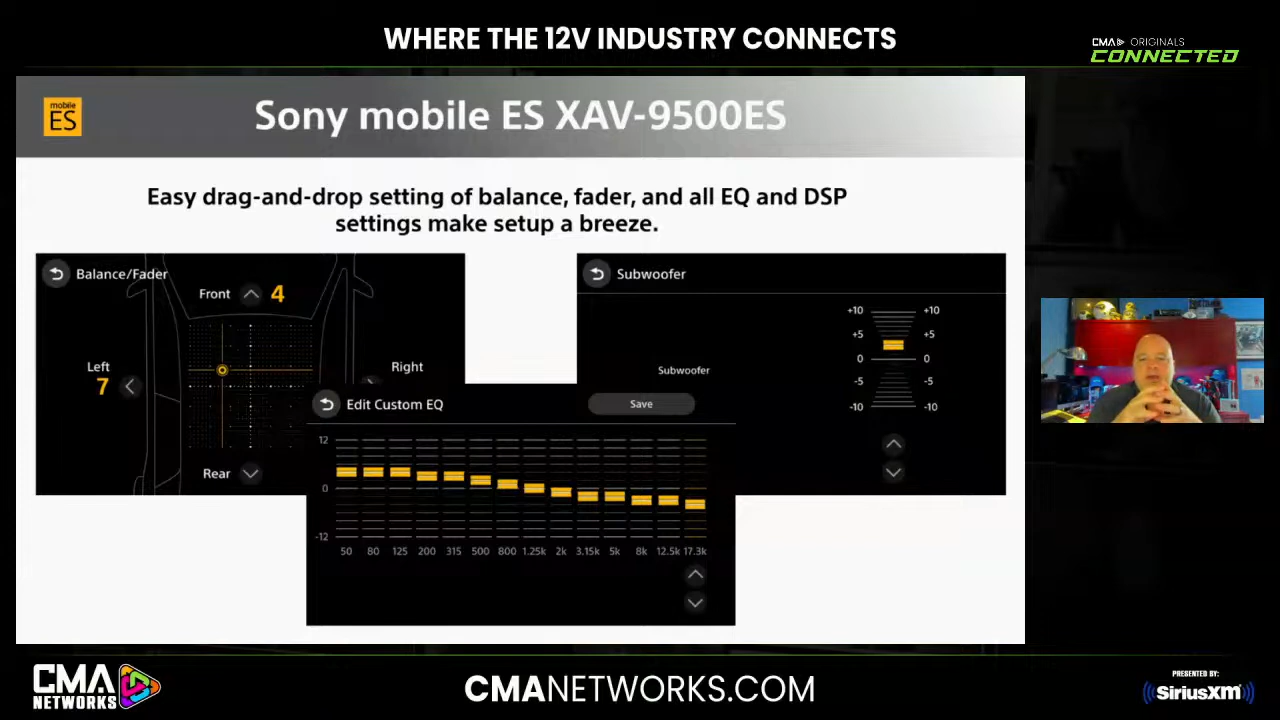 WHERE THE 12V INDUSTRY CONNECTS
CMA ORIGINALS
CONNECTED
mobile
ES
Sony mobile ES XAV-9500ES
Easy drag-and-drop setting of balance, fader, and all EQ and DSP
settings make setup a breeze.
Balance/Fader
Front 4
Left
7
Right
Rear
Subwoofer
+10 +10
+5 +5
0 0
-5 -5
-10 -10
Subwoofer
Edit Custom EQ
Save
12
0
-12
50 80 125 200 315 500 800 1.25k 2k 3.15k 5k 8k 12.5k 17.3k
CMA
NETWORKS
CMANETWORKS.COM
PRESENTED BY:
SiriusXM